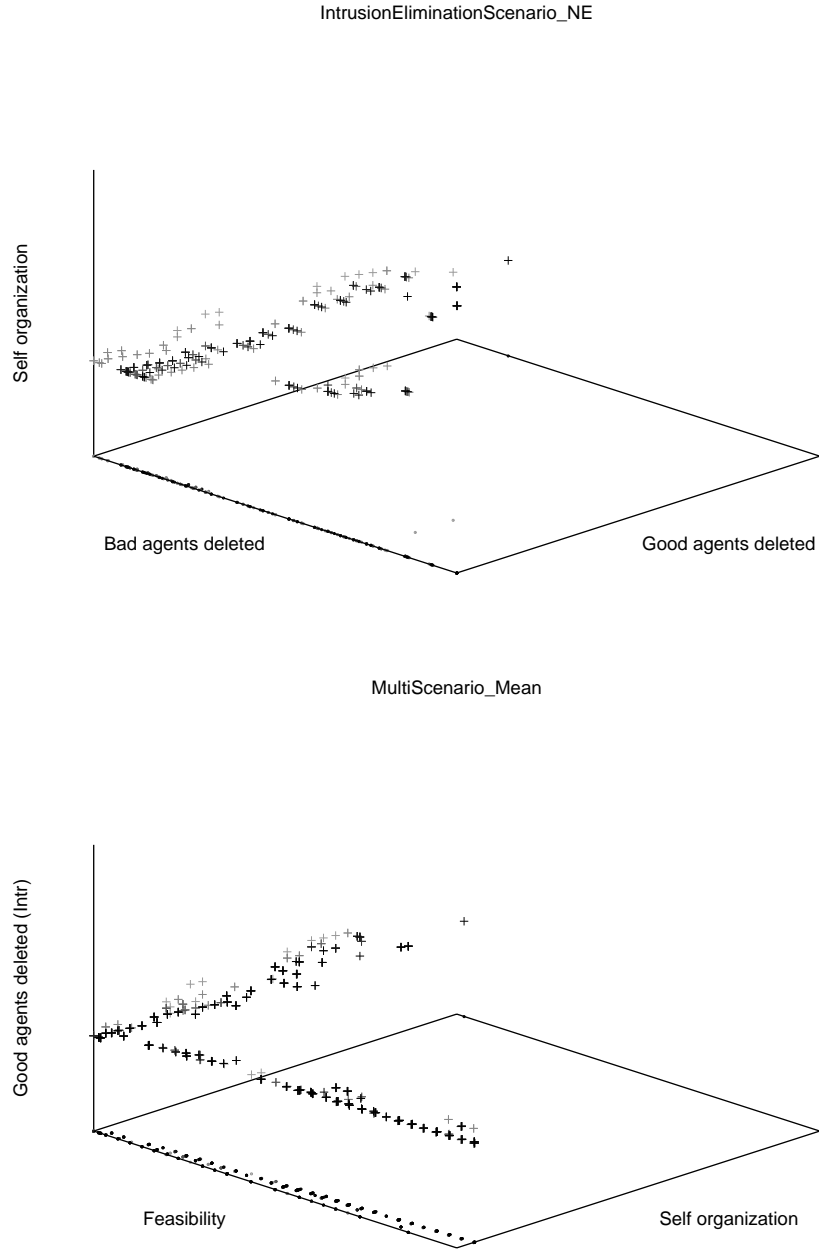 IntrusionEliminationScenario_NE
Self organization
Bad agents deleted
Good agents deleted
MultiScenario_Mean
Good agents deleted (Intr)
Feasibility
Self organization